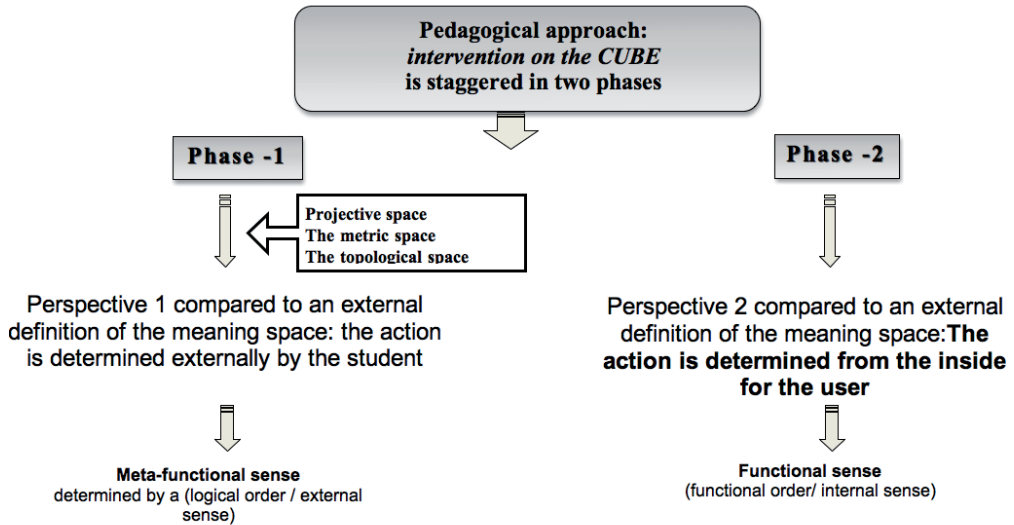 Pedagogical approach:
intervention on the CUBE
is staggered in two phases
Phase -1
Phase -2
Projective space
The metric space
The topological space
Perspective 1 compared to an external
definition of the meaning space: the action
is determined externally by the student
Perspective 2 compared to an external
definition of the meaning space:The
action is determined from the inside
for the user
Meta-functional sense
determined by a (logical order / external
sense)
Functional sense
(functional order/ internal sense)